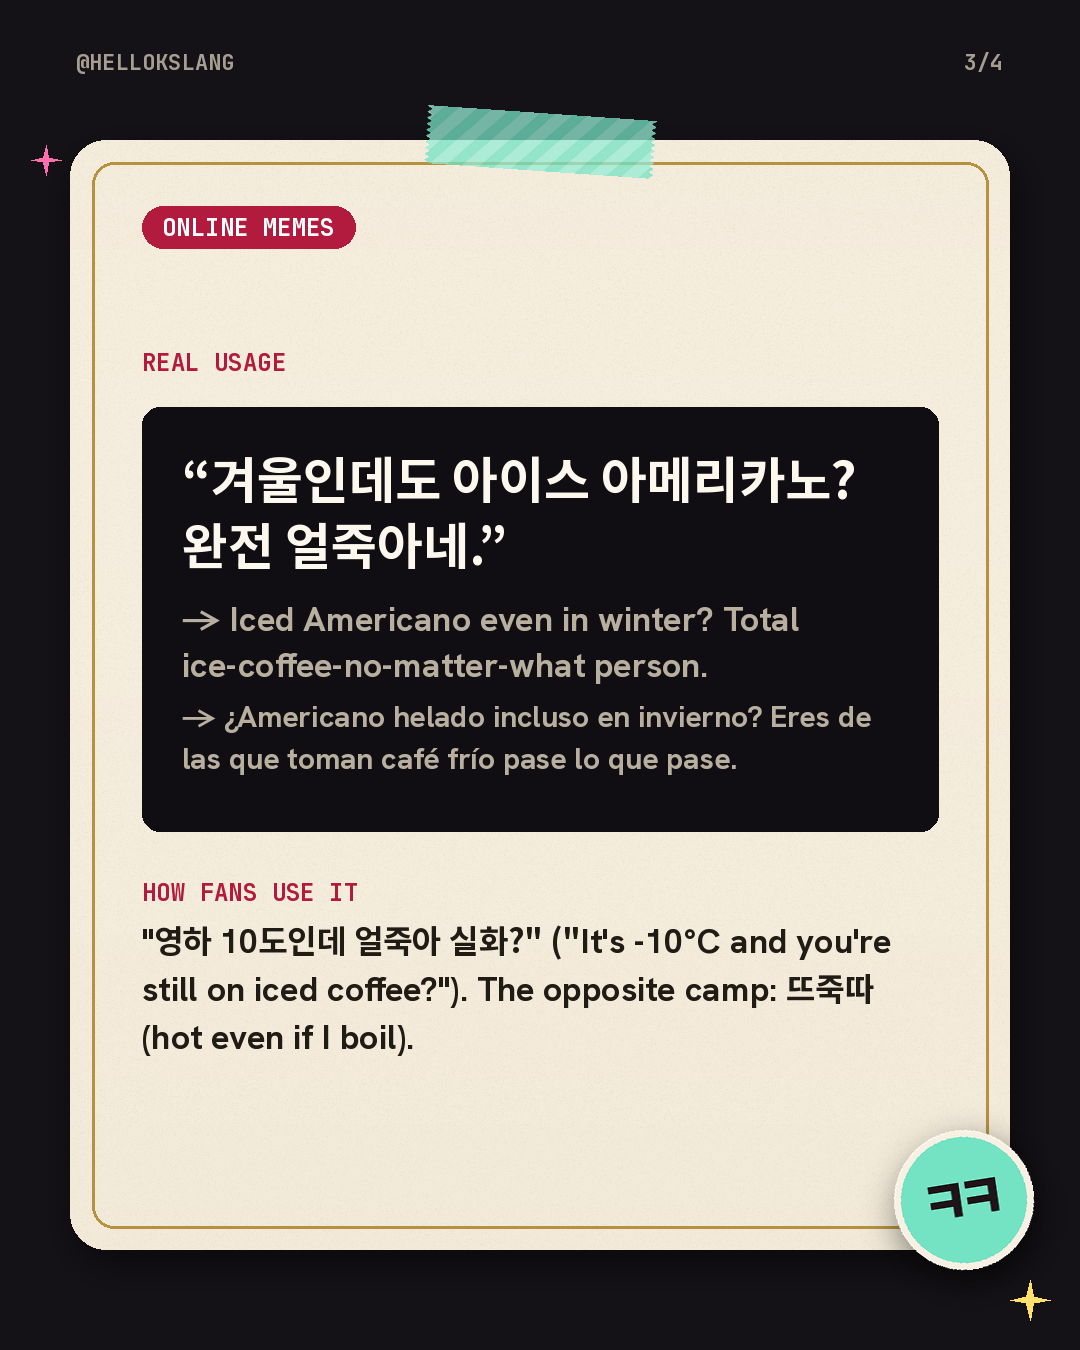 @HELLOKSLANG
3/4
ONLINE MEMES
REAL USAGE
“겨울인데도 아이스 아메리카노?
완전 얼죽아네.”
→ Iced Americano even in winter? Total
ice-coffee-no-matter-what person.
→ ¿Americano helado incluso en invierno? Eres de
las que toman café frío pase lo que pase.
HOW FANS USE IT
"영하 10도인데 얼죽아 실화?" ("It's -10°C and you're
still on iced coffee?"). The opposite camp: 뜨죽따
(hot even if I boil).
ㅋㅋ